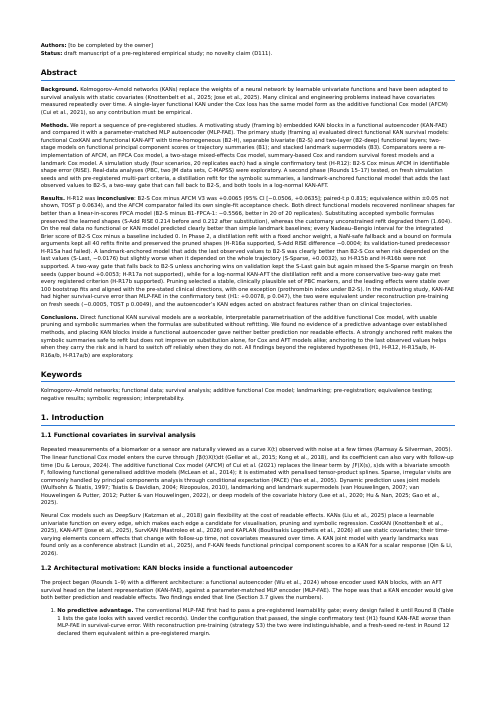 Authors: [to be completed by the owner]
Status: draft manuscript of a pre-registered empirical study; no novelty claim (D111).
Abstract
Background. Kolmogorov–Arnold networks (KANs) replace the weights of a neural network by learnable univariate functions and have been adapted
to survival analysis with static covariates (Knottenbelt et al., 2025; Jose et al., 2025). Many clinical and engineering problems instead have covariates
measured repeatedly over time. A single-layer functional KAN under the Cox loss has the same model form as the additive functional Cox model (AFCM)
(Cui et al., 2021), so any contribution must be empirical.
Methods. We report a sequence of pre-registered studies. A motivating study (framing b) embedded KAN blocks in a functional autoencoder (KAN-FAE)
and compared it with a parameter-matched MLP autoencoder (MLP-FAE). The primary study (framing a) evaluated direct functional KAN survival models:
functional CoxKAN and functional KAN-AFT with time-homogeneous (B2-H), separable bivariate (B2-S) and two-layer (B2-deep) functional layers; two-
stage models on functional principal component scores or trajectory summaries (B1); and stacked landmark supermodels (B3). Comparators were a re-
implementation of AFCM, an FPCA Cox model, a two-stage mixed-effects Cox model, summary-based Cox and random survival forests and a
landmark Cox model. A simulation study (four scenarios, 20 replicates each) had a single confirmatory test (H-R12): B2-S Cox minus AFCM in identifiable
shape error (RISE). Real-data analyses (PBC, two JM data sets, C-MAPSS) were exploratory. A second phase (Rounds 15–17) tested, on fresh simulation
seeds and with pre-registered multi-part criteria, a distillation refit for the symbolic summaries, a landmark-anchored functional model that adds the last
observed values to B2-S, a two-way gate that can fall back to B2-S, and both tools in a log-normal KAN-AFT.
Results. H-R12 was inconclusive: B2-S Cox minus AFCM V3 was +0.0065 (95% CI [−0.0506, +0.0635]; paired-t p 0.815; equivalence within ±0.05 not
shown, TOST p 0.0634), and the AFCM comparator failed its own single-fit acceptance check. Both direct functional models recovered nonlinear shapes far
better than a linear-in-scores FPCA model (B2-S minus B1-FPCA-1: −0.5566, better in 20 of 20 replicates). Substituting accepted symbolic formulas
preserved the learned shapes (S-Add RISE 0.214 before and 0.212 after substitution), whereas the customary unconstrained refit degraded them (1.604).
On the real data no functional or KAN model predicted clearly better than simple landmark baselines; every Nadeau-Bengio interval for the integrated
Brier score of B2-S Cox minus a baseline included 0. In Phase 2, a distillation refit with a fixed anchor weight, a NaN-safe fallback and a bound on formula
arguments kept all 40 refits finite and preserved the pruned shapes (H-R16a supported, S-Add RISE difference −0.0004; its validation-tuned predecessor
H-R15a had failed). A landmark-anchored model that adds the last observed values to B2-S was clearly better than B2-S Cox when risk depended on the
last values (S-Last, −0.0176) but slightly worse when it depended on the whole trajectory (S-Sparse, +0.0032), so H-R15b and H-R16b were not
supported. A two-way gate that falls back to B2-S unless anchoring wins on validation kept the S-Last gain but again missed the S-Sparse margin on fresh
seeds (upper bound +0.0053; H-R17a not supported), while for a log-normal KAN-AFT the distillation refit and a more conservative two-way gate met
every registered criterion (H-R17b supported). Pruning selected a stable, clinically plausible set of PBC markers, and the leading effects were stable over
100 bootstrap fits and aligned with the pre-stated clinical directions, with one exception (prothrombin index under B2-S). In the motivating study, KAN-FAE
had higher survival-curve error than MLP-FAE in the confirmatory test (H1: +0.0078, p 0.047), the two were equivalent under reconstruction pre-training
on fresh seeds (−0.0005, TOST p 0.0049), and the autoencoder's KAN edges acted on abstract features rather than on clinical trajectories.
Conclusions. Direct functional KAN survival models are a workable, interpretable parametrisation of the additive functional Cox model, with usable
pruning and symbolic summaries when the formulas are substituted without refitting. We found no evidence of a predictive advantage over established
methods, and placing KAN blocks inside a functional autoencoder gave neither better prediction nor readable effects. A strongly anchored refit makes the
symbolic summaries safe to refit but does not improve on substitution alone, for Cox and AFT models alike; anchoring to the last observed values helps
when they carry the risk and is hard to switch off reliably when they do not. All findings beyond the registered hypotheses (H1, H-R12, H-R15a/b, H-
R16a/b, H-R17a/b) are exploratory.
Keywords
Kolmogorov–Arnold networks; functional data; survival analysis; additive functional Cox model; landmarking; pre-registration; equivalence testing;
negative results; symbolic regression; interpretability.
1. Introduction
1.1 Functional covariates in survival analysis
Repeated measurements of a biomarker or a sensor are naturally viewed as a curve X(t) observed with noise at a few times (Ramsay & Silverman, 2005).
The linear functional Cox model enters the curve through ∫β(t)X(t)dt (Gellar et al., 2015; Kong et al., 2018), and its coefficient can also vary with follow-up
time (Du & Leroux, 2024). The additive functional Cox model (AFCM) of Cui et al. (2021) replaces the linear term by ∫F(X(s), s)ds with a bivariate smooth
F, following functional generalised additive models (McLean et al., 2014); it is estimated with penalised tensor-product splines. Sparse, irregular visits are
commonly handled by principal components analysis through conditional expectation (PACE) (Yao et al., 2005). Dynamic prediction uses joint models
(Wulfsohn & Tsiatis, 1997; Tsiatis & Davidian, 2004; Rizopoulos, 2010), landmarking and landmark supermodels (van Houwelingen, 2007; van
Houwelingen & Putter, 2012; Putter & van Houwelingen, 2022), or deep models of the covariate history (Lee et al., 2020; Hu & Nan, 2025; Gao et al.,
2025).
Neural Cox models such as DeepSurv (Katzman et al., 2018) gain flexibility at the cost of readable effects. KANs (Liu et al., 2025) place a learnable
univariate function on every edge, which makes each edge a candidate for visualisation, pruning and symbolic regression. CoxKAN (Knottenbelt et al.,
2025), KAN-AFT (Jose et al., 2025), SurvKAN (Mastroleo et al., 2026) and KAPLAN (Boulitsakis Logothetis et al., 2026) all use static covariates; their time-
varying elements concern effects that change with follow-up time, not covariates measured over time. A KAN joint model with yearly landmarks was
found only as a conference abstract (Lundin et al., 2025), and F-KAN feeds functional principal component scores to a KAN for a scalar response (Qin & Li,
2026).
1.2 Architectural motivation: KAN blocks inside a functional autoencoder
The project began (Rounds 1–9) with a different architecture: a functional autoencoder (Wu et al., 2024) whose encoder used KAN blocks, with an AFT
survival head on the latent representation (KAN-FAE), against a parameter-matched MLP encoder (MLP-FAE). The hope was that a KAN encoder would give
both better prediction and readable effects. Two findings ended this line (Section 3.7 gives the numbers).
1. No predictive advantage. The conventional MLP-FAE first had to pass a pre-registered learnability gate; every design failed it until Round 8 (Table
1 lists the gate looks with saved verdict records). Under the configuration that passed, the single confirmatory test (H1) found KAN-FAE worse than
MLP-FAE in survival-curve error. With reconstruction pre-training (strategy S3) the two were indistinguishable, and a fresh-seed re-test in Round 12
declared them equivalent within a pre-registered margin.